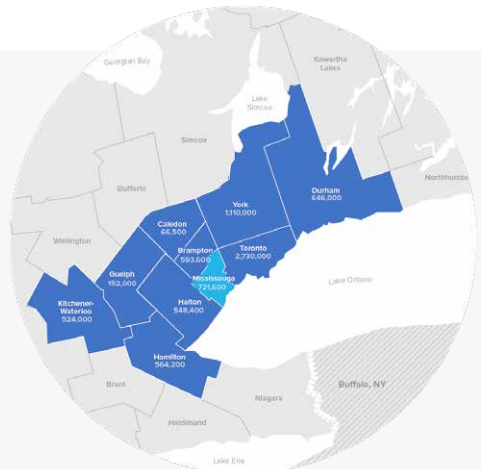 Georgian Bay
Kawartha
Lakes
Lake
Simcoe
Simcoe
Dufferin
Northumber
York
1,110,000
Durham
646,000
Caledon
66,500
Wellington
Brampton
593,600
Toronto
2,730,000
Guelph
152,000
Mississauga
721,600
Lake Ontario
Kitchener-
Waterloo
524,000
Halton
548,400
Hamilton
564,200
Brant
Buffalo, NY
Niagara
Haldimand
Lake Erie